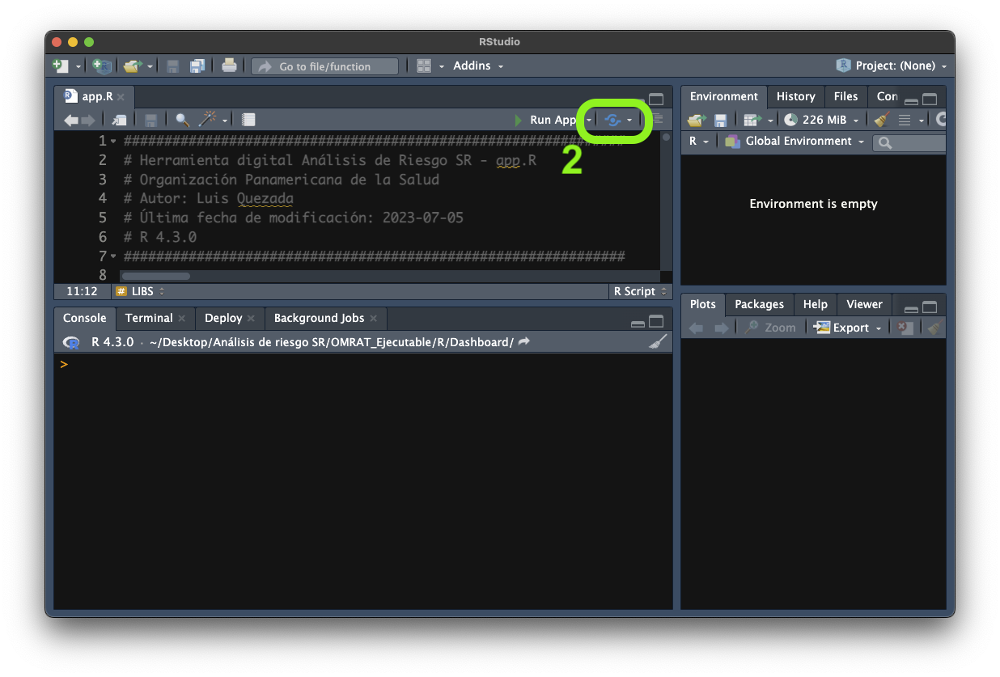 RStudio
Go to file/function
Addins
Project: (None)
app.R
Run App
2
1 ##############################################################
2 # Herramienta digital Análisis de Riesgo SR - app.R
3 # Organización Panamericana de la Salud
4 # Autor: Luis Quezada
5 # Última fecha de modificación: 2023-07-05
6 # R 4.3.0
7 ##############################################################
8
11:12 # LIBS R Script
Console Terminal Deploy Background Jobs
R 4.3.0 · ~/Desktop/Análisis de riesgo SR/OMRAT_Ejecutable/R/Dashboard/
>
Environment History Files Con
226 MiB
R Global Environment
Environment is empty
Plots Packages Help Viewer
Zoom Export